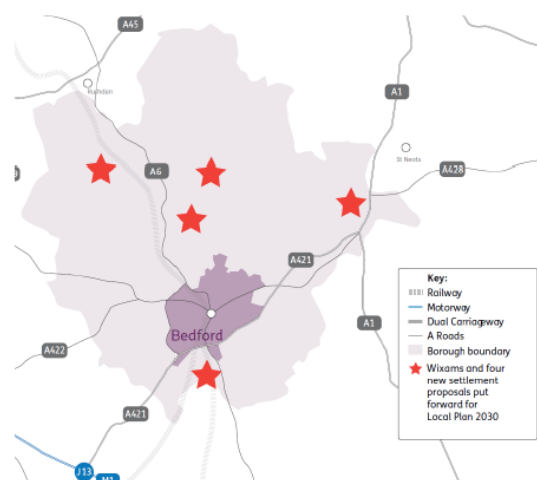 A45
Rushden
A1
A6
St Neots
A428
A421
Key:
Railway
Motorway
Dual Carriageway
A Roads
Borough boundary
Wixams and four
new settlement
proposals put
forward for
Local Plan 2030
A1
Bedford
A422
A421
J13
M1